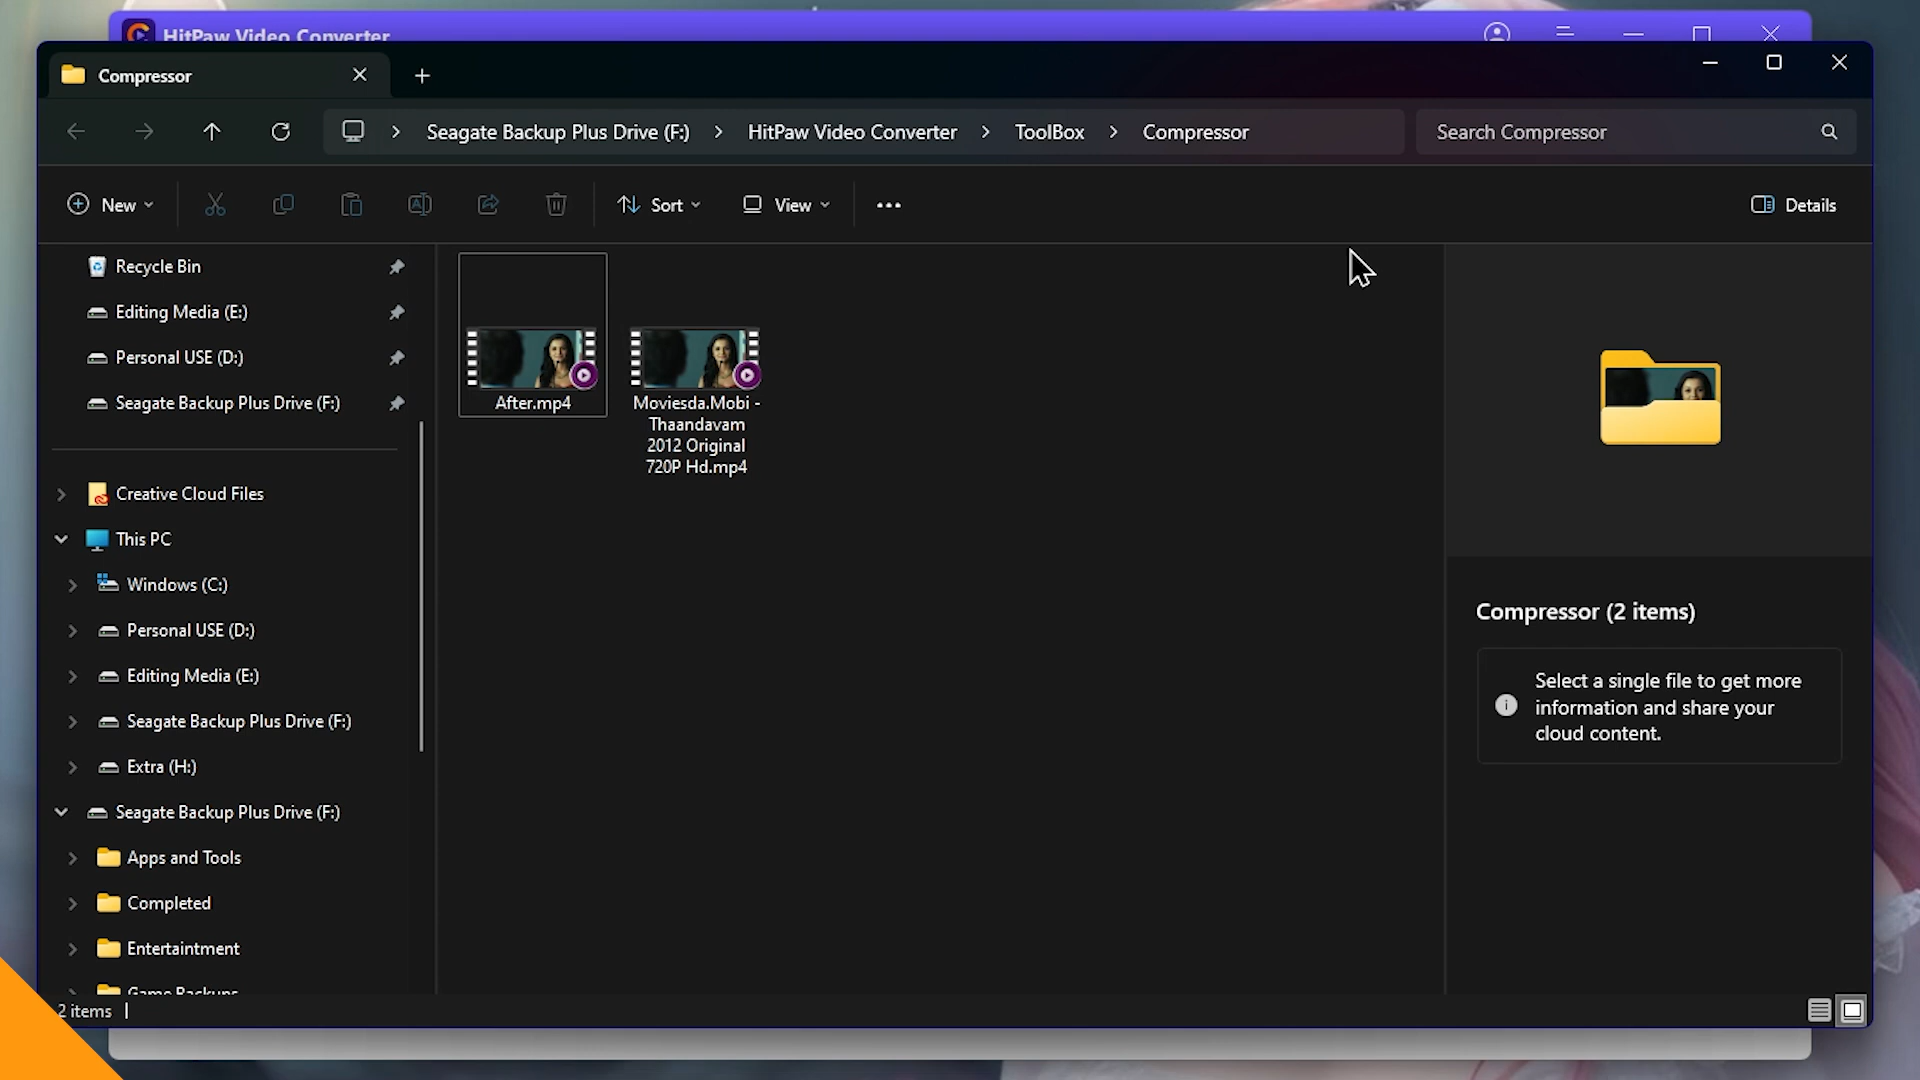 HitPaw Video Converter
Compressor
Seagate Backup Plus Drive (F:)
HitPaw Video Converter
ToolBox
Compressor
Search Compressor
New
Sort
View
Details
Recycle Bin
Editing Media (E:)
Personal USE (D:)
Seagate Backup Plus Drive (F:)
Creative Cloud Files
This PC
Windows (C:)
Personal USE (D:)
Editing Media (E:)
Seagate Backup Plus Drive (F:)
Extra (H:)
Seagate Backup Plus Drive (F:)
Apps and Tools
Completed
Entertaintment
Game Backups
After.mp4
Moviesda.Mobi -
Thaandavam
2012 Original
720P Hd.mp4
Compressor (2 items)
Select a single file to get more
information and share your
cloud content.
2 items